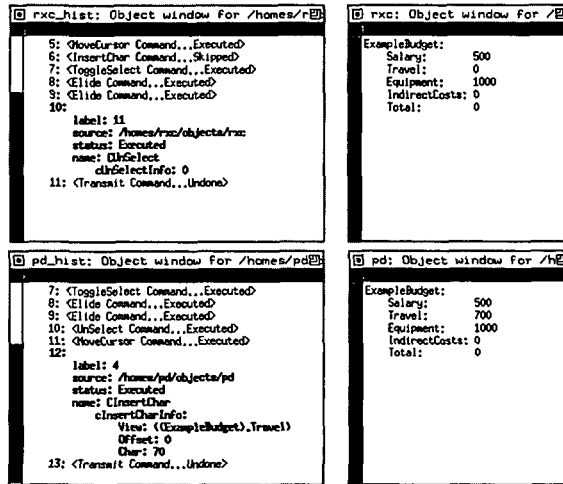 rxc_hist: Object window for /homes/r
5: <MoveCursor Command...Executed>
6: <InsertChar Command...Skipped>
7: <ToggleSelect Command...Executed>
8: <Elide Command...Executed>
9: <Elide Command...Executed>
10:
label: 11
source: /homes/rxc/objects/rxc
status: Executed
name: CUnSelect
cUnSelectInfo: 0
11: <Transmit Command...Undone>
rxc: Object window for /
ExampleBudget:
Salary: 500
Travel: 0
Equipment: 1000
IndirectCosts: 0
Total: 0
pd_hist: Object window for /homes/pd
7: <ToggleSelect Command...Executed>
8: <Elide Command...Executed>
9: <Elide Command...Executed>
10: <UnSelect Command...Executed>
11: <MoveCursor Command...Executed>
12:
label: 4
source: /homes/pd/objects/pd
status: Executed
name: CInsertChar
cInsertCharInfo:
View: ((ExampleBudget).Travel)
Offset: 0
Char: 70
13: <Transmit Command...Undone>
pd: Object window for /h
ExampleBudget:
Salary: 500
Travel: 700
Equipment: 1000
IndirectCosts: 0
Total: 0